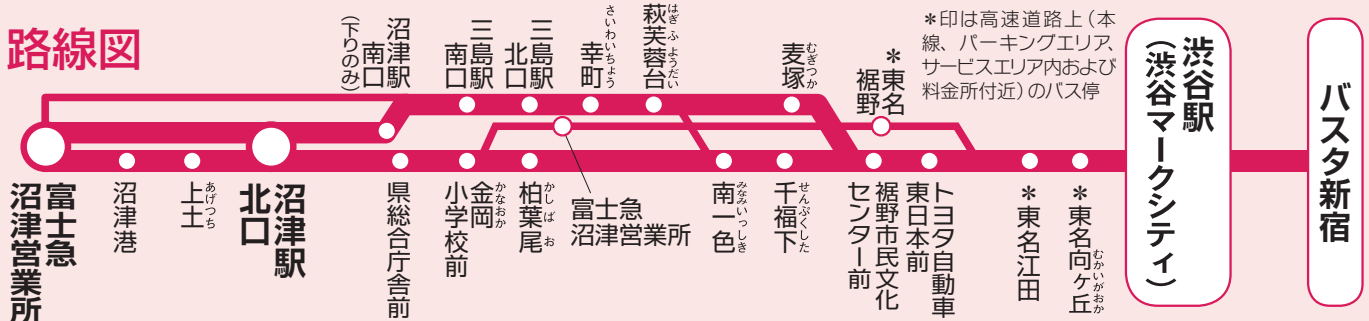 路線図
沼津駅
南口
(下りのみ)
三島駅
南口
三島駅
北口
さいわいちょう
幸町
はぎふようだい
萩芙蓉台
むぎつか
麦塚
*東名
裾野
*印は高速道路上(本
線、パーキングエリア、
サービスエリア内および
料金所付近)のバス停
渋谷駅
(渋谷マークシティ)
バスタ新宿
富士急
沼津営業所
沼津港
あげつち
上土
沼津駅
北口
県総合庁舎前
かなおか
金岡
小学校前
かしばお
柏葉尾
富士急
沼津営業所
みなみいっしき
南一色
せんぷくした
千福下
裾野市民文化
センター前
トヨタ自動車
東日本前
*東名江田
むかいがおか
*東名向ヶ丘